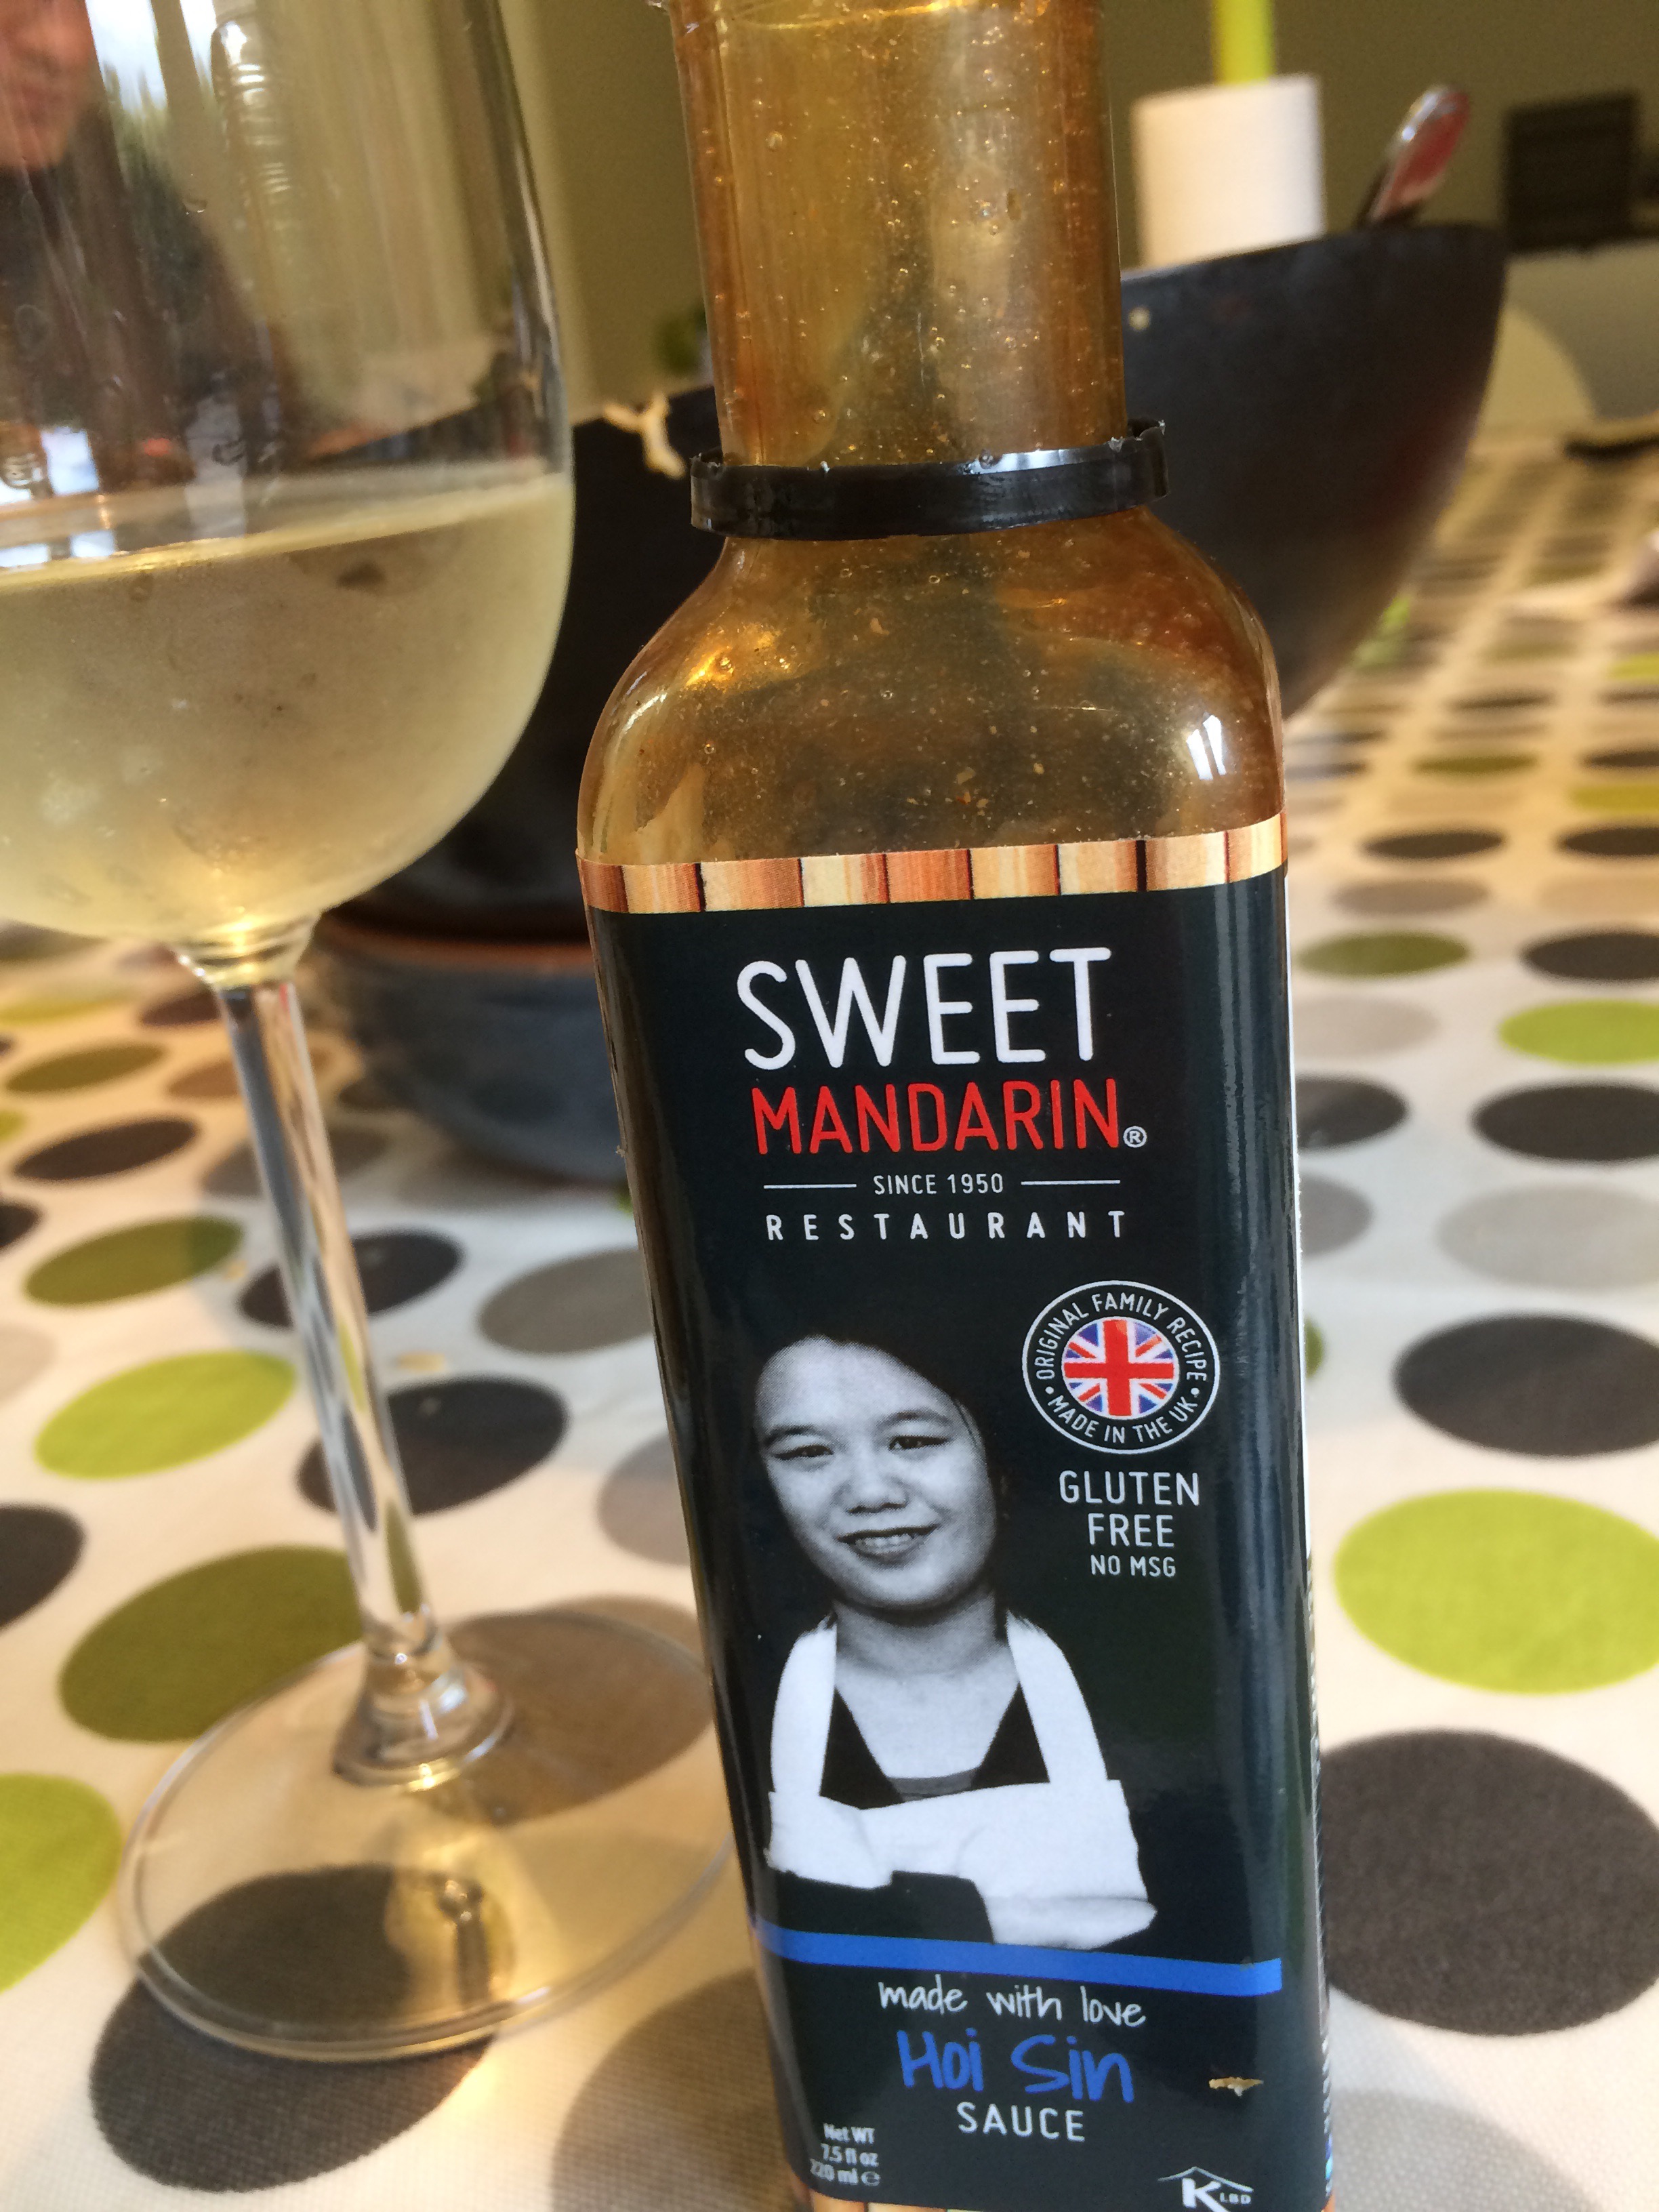 SWEET
MANDARIN®
SINCE 1950
RESTAURANT
ORIGINAL FAMILY RECIPE
• MADE IN THE UK •
GLUTEN
FREE
NO MSG
made with love
Hoi Sin
SAUCE
Net WT
7.5 fl oz
220 ml e
KLBD